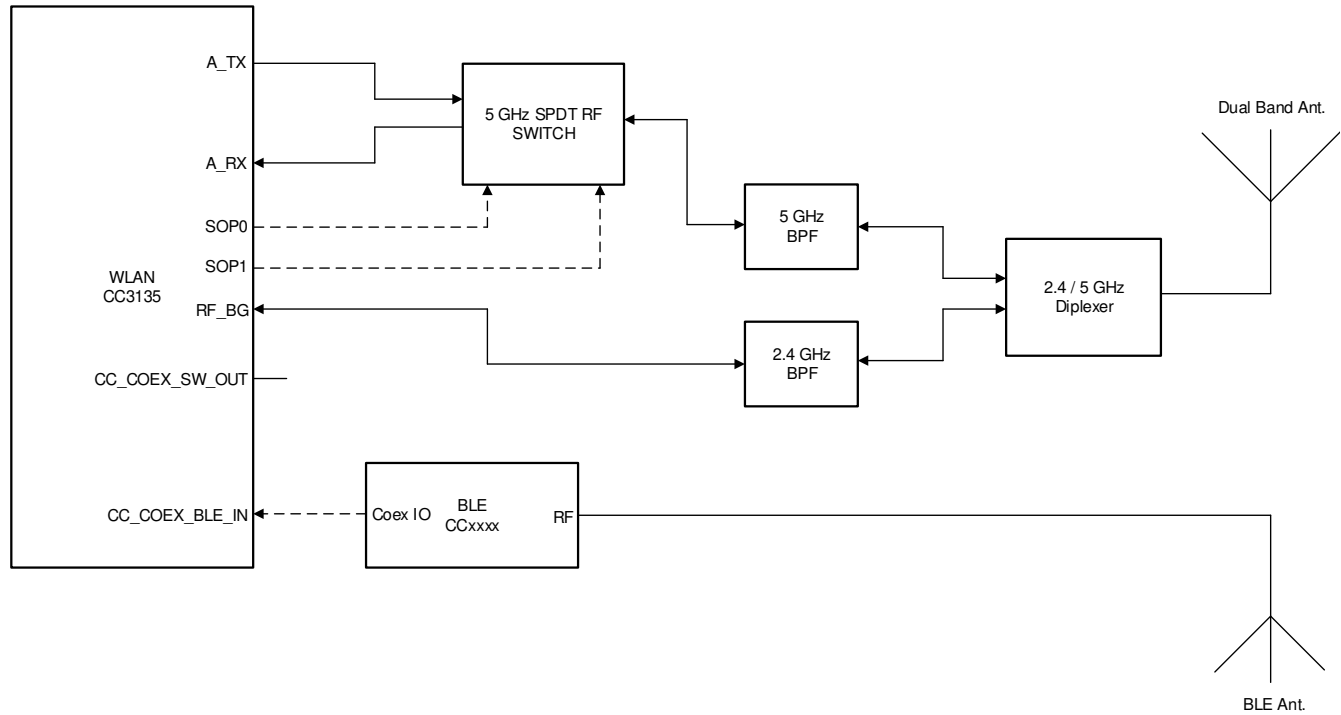 A_TX
5 GHz SPDT RF
SWITCH
Dual Band Ant.
A_RX
5 GHz
BPF
SOP0
SOP1
WLAN
CC3135
2.4 / 5 GHz
Diplexer
RF_BG
2.4 GHz
BPF
CC_COEX_SW_OUT
CC_COEX_BLE_IN
Coex IO
BLE
CCxxxx
RF
BLE Ant.